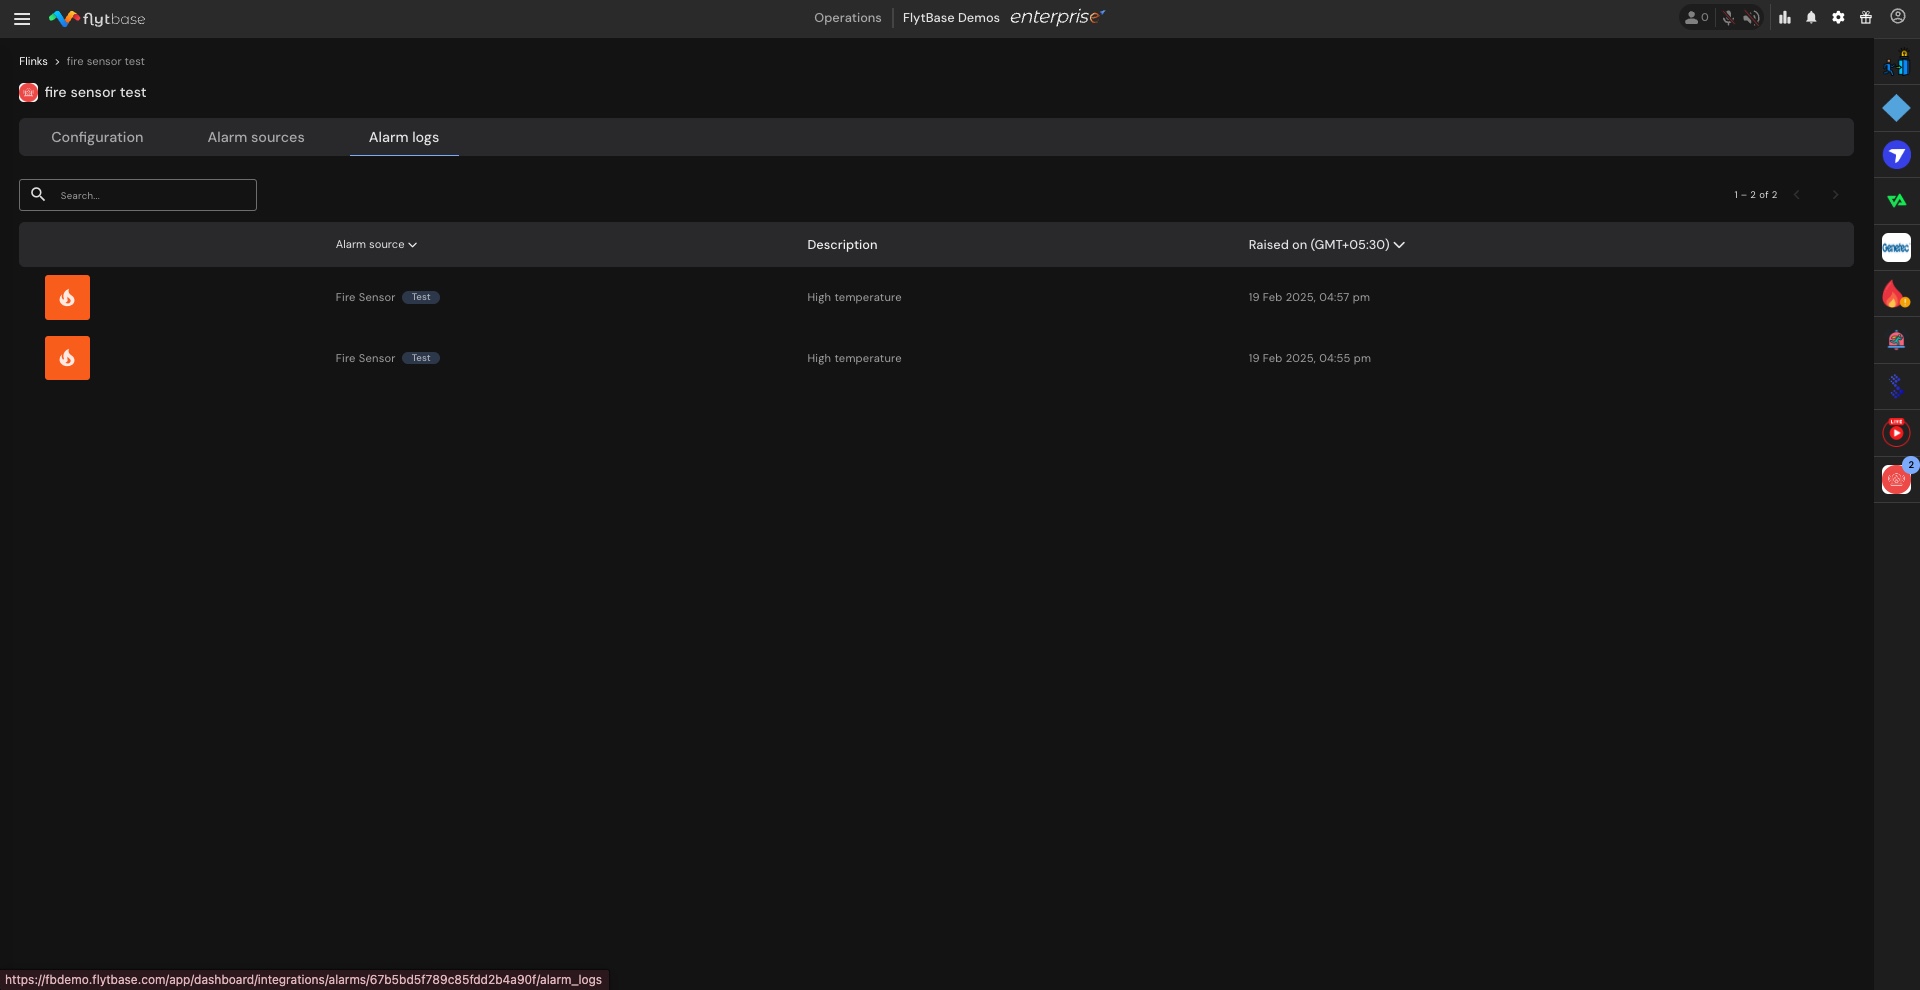 flytbase
Operations FlytBase Demos enterprise 0
Flinks > fire sensor test
fire sensor test
Configuration Alarm sources Alarm logs
Search... 1 – 2 of 2
Alarm source Description Raised on (GMT+05:30)
Fire Sensor Test High temperature 19 Feb 2025, 04:57 pm
Fire Sensor Test High temperature 19 Feb 2025, 04:55 pm
Genetec
LIVE
2
https://fbdemo.flytbase.com/app/dashboard/integrations/alarms/67b5bd5f789c85fdd2b4a90f/alarm_logs